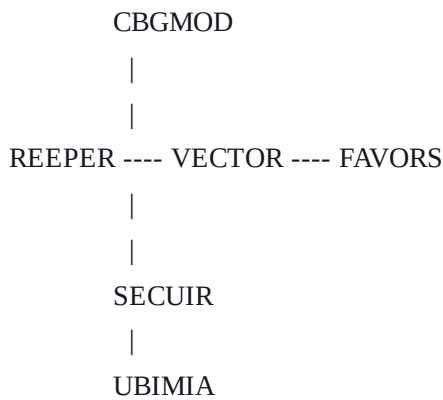 CBGMOD
|
|
REEPER ---- VECTOR ---- FAVORS
|
|
SECUIR
|
UBIMIA